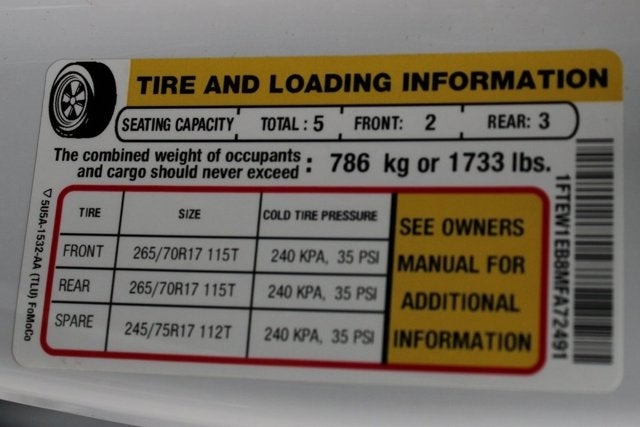 TIRE AND LOADING INFORMATION
SEATING CAPACITY TOTAL : 5 FRONT: 2 REAR: 3
The combined weight of occupants
and cargo should never exceed : 786 kg or 1733 lbs.
TIRE SIZE COLD TIRE PRESSURE
FRONT 265/70R17 115T 240 KPA, 35 PSI
REAR 265/70R17 115T 240 KPA, 35 PSI
SPARE 245/75R17 112T 240 KPA, 35 PSI
SEE OWNERS
MANUAL FOR
ADDITIONAL
INFORMATION
5U5A-1532-AA (TLU) FoMoCo
1FTEW1EB8MFA72491